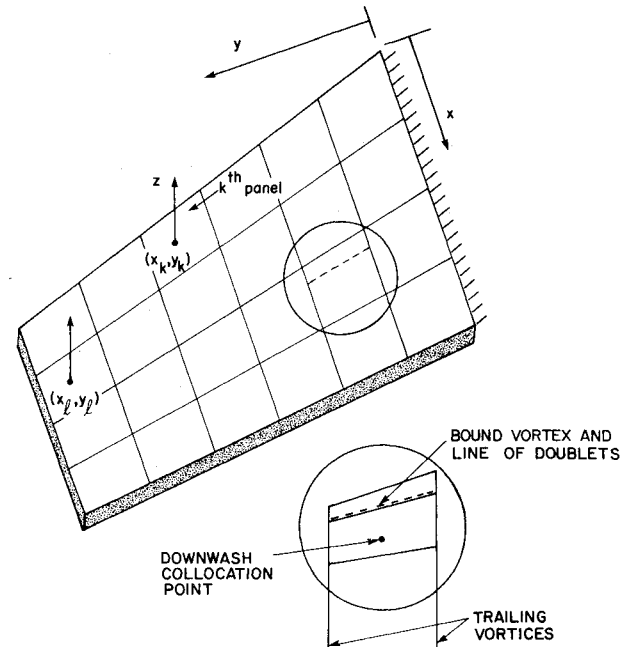 y
x
z
k th panel
(x_k, y_k)
(x_ℓ, y_ℓ)
BOUND VORTEX AND
LINE OF DOUBLETS
DOWNWASH
COLLOCATION
POINT
TRAILING
VORTICES